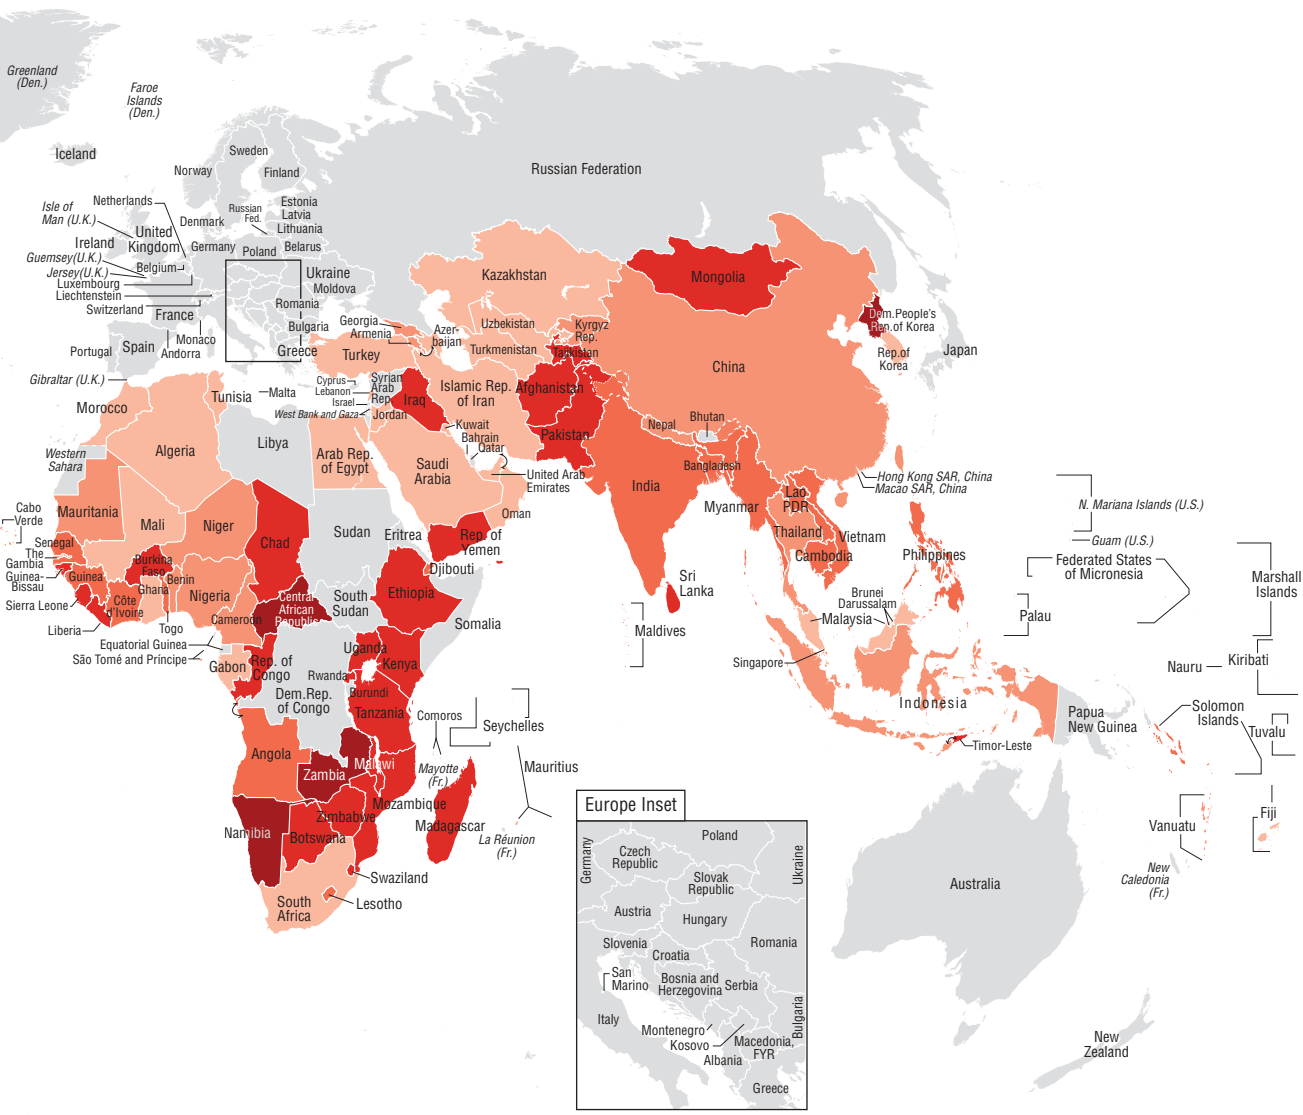 Greenland
(Den.)
Faroe
Islands
(Den.)
Iceland
Norway
Sweden
Finland
Russian Federation
Isle of
Man (U.K.)
Netherlands
Denmark
Russian
Fed.
Estonia
Latvia
Lithuania
Ireland
United
Kingdom
Germany
Poland
Belarus
Guemsey(U.K.)
Jersey(U.K.)
Belgium
Luxembourg
Liechtenstein
Switzerland
France
Monaco
Andorra
Ukraine
Moldova
Romania
Bulgaria
Greece
Portugal
Spain
Gibraltar (U.K.)
Georgia
Armenia
Azer-
baijan
Turkey
Kazakhstan
Uzbekistan
Turkmenistan
Kyrgyz
Rep.
Tajikistan
Mongolia
Dem.People's
Rep.of Korea
Rep.of
Korea
Japan
China
Morocco
Tunisia
Malta
Cyprus
Lebanon
Israel
West Bank and Gaza
Syrian
Arab
Rep.
Jordan
Iraq
Islamic Rep.
of Iran
Afghanistan
Pakistan
Kuwait
Bahrain
Qatar
United Arab
Emirates
Oman
Saudi
Arabia
Rep. of
Yemen
Western
Sahara
Algeria
Libya
Arab Rep.
of Egypt
Nepal
Bhutan
Bangladesh
India
Myanmar
Lao
PDR
Thailand
Vietnam
Cambodia
Hong Kong SAR, China
Macao SAR, China
Philippines
N. Mariana Islands (U.S.)
Guam (U.S.)
Federated States
of Micronesia
Marshall
Islands
Palau
Nauru
Kiribati
Solomon
Islands
Tuvalu
Cabo
Verde
Mauritania
Mali
Niger
Chad
Sudan
Eritrea
Djibouti
Senegal
The
Gambia
Guinea-
Bissau
Guinea
Sierra Leone
Liberia
Burkina
Faso
Côte
d'Ivoire
Ghana
Benin
Togo
Nigeria
Cameroon
Central
African
Republic
South
Sudan
Ethiopia
Somalia
Equatorial Guinea
São Tomé and Príncipe
Gabon
Rep. of
Congo
Dem.Rep.
of Congo
Uganda
Kenya
Rwanda
Burundi
Tanzania
Sri
Lanka
Maldives
Brunei
Darussalam
Malaysia
Singapore
Indonesia
Timor-Leste
Papua
New Guinea
Comoros
Seychelles
Mayotte
(Fr.)
Mauritius
La Réunion
(Fr.)
Angola
Zambia
Malawi
Mozambique
Zimbabwe
Madagascar
Namibia
Botswana
Swaziland
Lesotho
South
Africa
Vanuatu
Fiji
New
Caledonia
(Fr.)
Australia
New
Zealand
Europe Inset
Germany
Poland
Czech
Republic
Ukraine
Slovak
Republic
Austria
Hungary
Slovenia
Croatia
Romania
San
Marino
Bosnia and
Herzegovina
Serbia
Italy
Bulgaria
Montenegro
Kosovo
Macedonia,
FYR
Albania
Greece